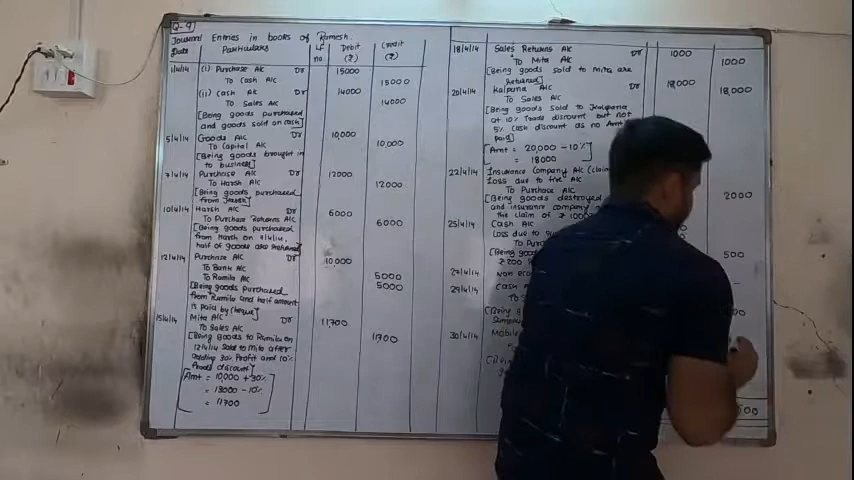 Q-9
Journal Entries in books of Ramesh.
Date Particulars Lf no. Debit (₹) Credit (₹)
1/4/14 (i) Purchase A/c Dr 15000
To Cash A/c 15000
(ii) Cash A/c Dr 14000
To Sales A/c 14000
[Being goods purchased
and goods sold on cash]
5/4/14 Goods A/c Dr 10,000
To Capital A/c 10,000
[Being goods brought in
to business]
7/4/14 Purchase A/c Dr 12000
To Harsh A/c 12000
[Being goods purchased
from Harsh]
10/4/14 Harsh A/c Dr 6000
To Purchase Returns A/c 6000
[Being goods purchased
from Harsh on 7/4/14,
half of goods are returned]
12/4/14 Purchase A/c Dr 10,000
To Bank A/c 5000
To Ramila A/c 5000
[Being goods purchased
from Ramila and half amount
is paid by cheque]
15/4/14 Mita A/c Dr 11700
To Sales A/c 11700
[Being goods to Ramila on
12/4/14 sold to Mita after
adding 30% Profit and 10%
Trade discount]
[Amt = 10,000 + 30%
= 13000 - 10%
= 11700]
18/4/14 Sales Returns A/c Dr 1000
To Mita A/c 1000
[Being goods sold to Mita are
returned]
20/4/14 Kalpana A/c Dr 18,000
To Sales A/c 18,000
[Being goods sold to Kalpana
at 10% Trade discount but not
5% cash discount as no Amt
paid]
[Amt = 20,000 - 10%
= 18000]
22/4/14 Insurance Company A/c (claim
Loss due to fire A/c
To Purchase A/c 2000
[Being goods destroyed
and insurance company
the claim of ₹ 100
25/4/14 Cash A/c
Loss due to
To 500
[Being
₹ 200
27/4/14 Non -
29/4/14 Cash
To
[Being
30/4/14 Mobile